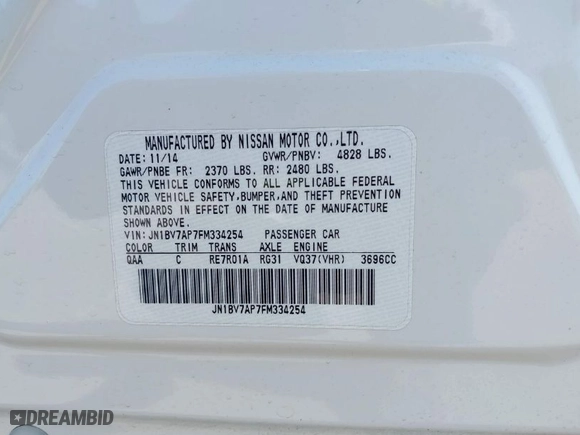 MANUFACTURED BY NISSAN MOTOR CO.,LTD.
DATE: 11/14 GVWR/PNBV: 4828 LBS.
GAWR/PNBE FR: 2370 LBS. RR: 2480 LBS.
THIS VEHICLE CONFORMS TO ALL APPLICABLE FEDERAL
MOTOR VEHICLE SAFETY,BUMPER,AND THEFT PREVENTION
STANDARDS IN EFFECT ON THE DATE OF MANUFACTURE
SHOWN ABOVE.
VIN: JN1BV7AP7FM334254 PASSENGER CAR
COLOR TRIM TRANS AXLE ENGINE
QAA C RE7R01A RG31 VQ37(VHR) 3696CC
JN1BV7AP7FM334254
DREAMBID